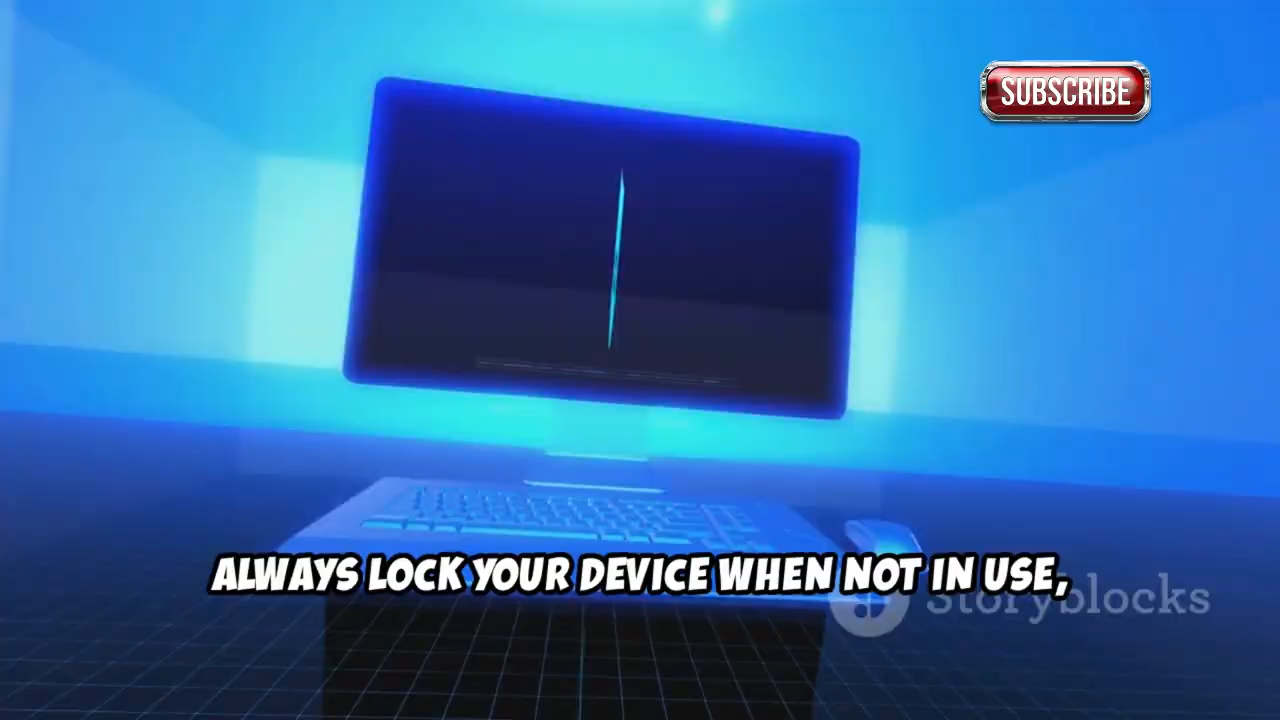 SUBSCRIBE
ALWAYS LOCK YOUR DEVICE WHEN NOT IN USE,
Storyblocks